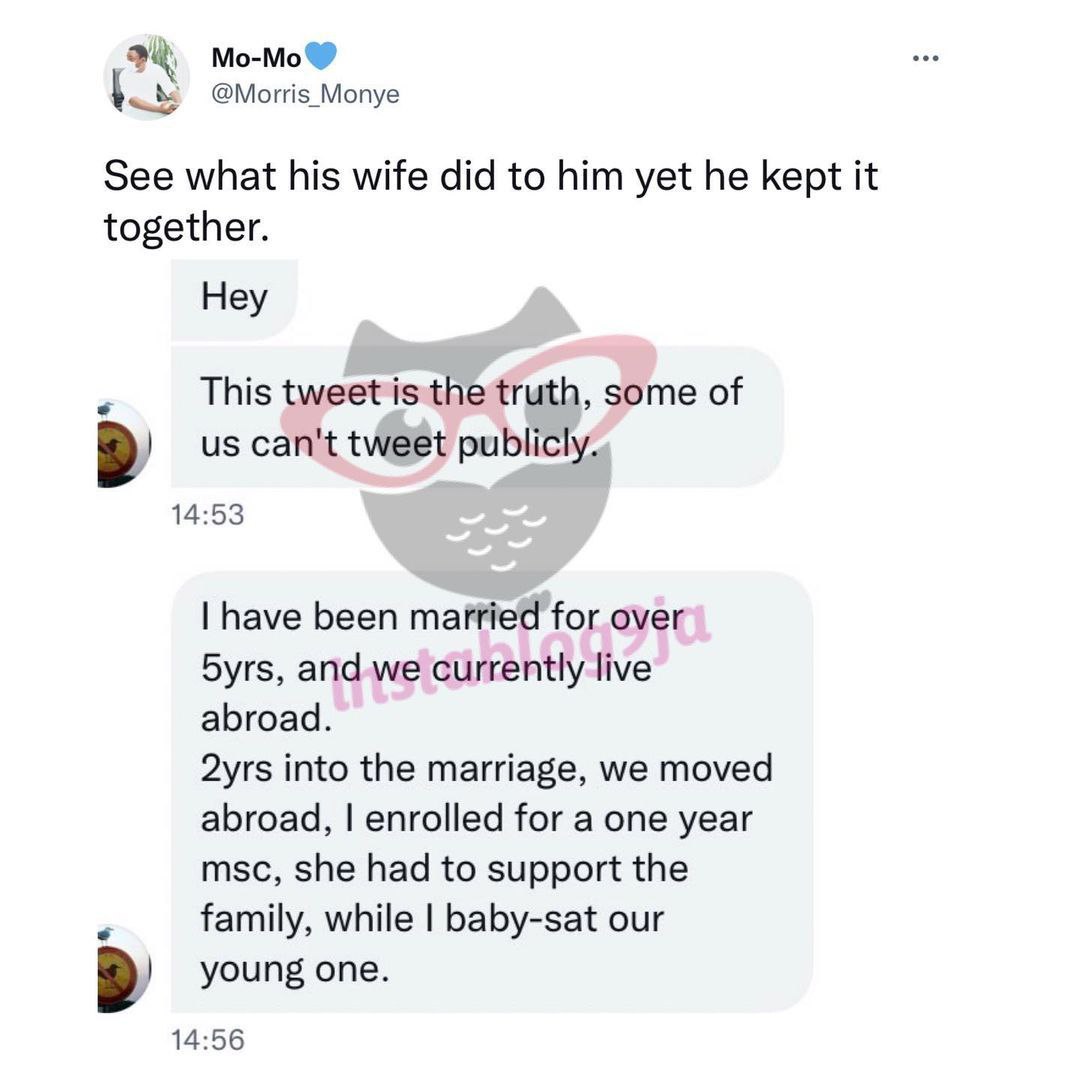 Mo-Mo
@Morris_Monye
See what his wife did to him yet he kept it
together.
Hey
This tweet is the truth, some of
us can't tweet publicly.
14:53
I have been married for over
5yrs, and we currently live
abroad.
2yrs into the marriage, we moved
abroad, I enrolled for a one year
msc, she had to support the
family, while I baby-sat our
young one.
14:56
instablog9ja